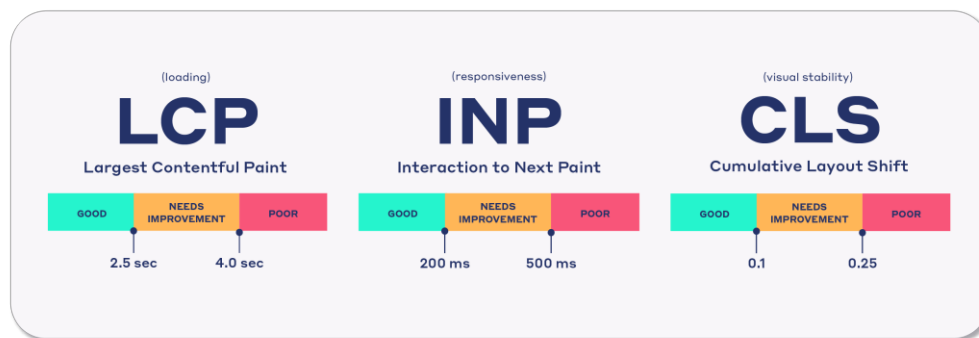 (loading)
LCP
Largest Contentful Paint
GOOD
NEEDS
IMPROVEMENT
POOR
2.5 sec
4.0 sec
(responsiveness)
INP
Interaction to Next Paint
GOOD
NEEDS
IMPROVEMENT
POOR
200 ms
500 ms
(visual stability)
CLS
Cumulative Layout Shift
GOOD
NEEDS
IMPROVEMENT
POOR
0.1
0.25